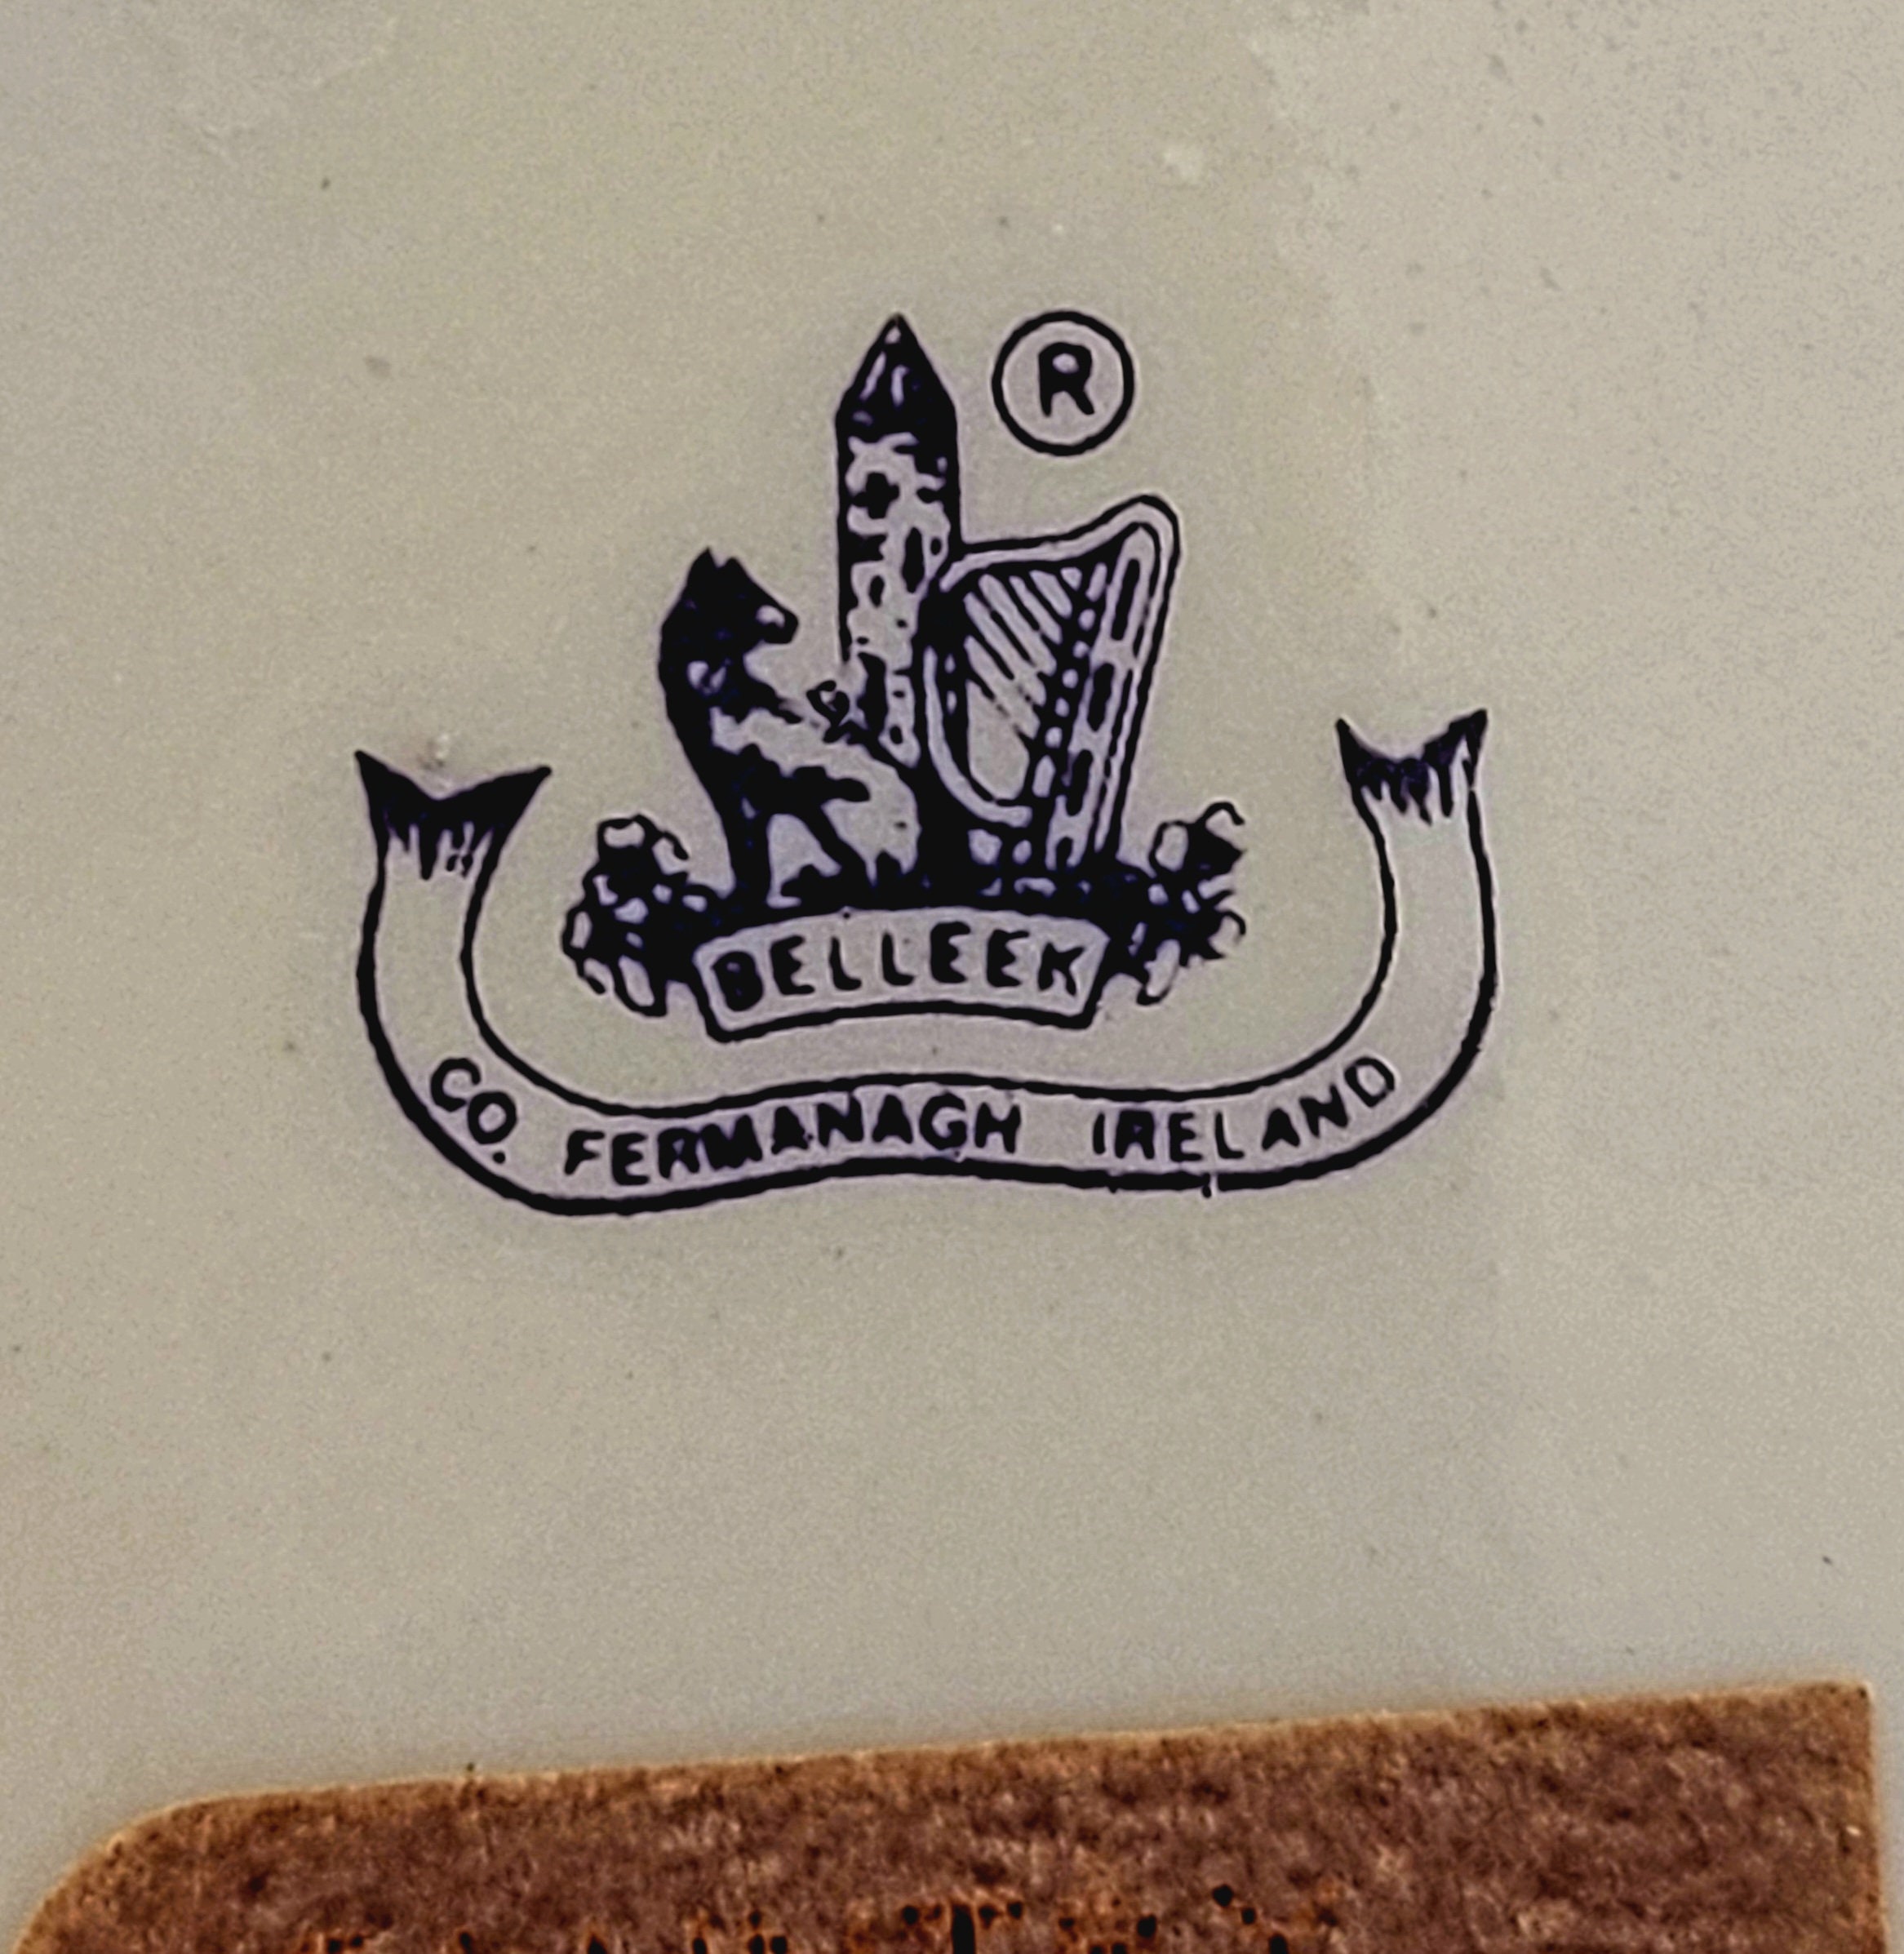 ®
BELLEEK
CO. FERMANAGH IRELAND